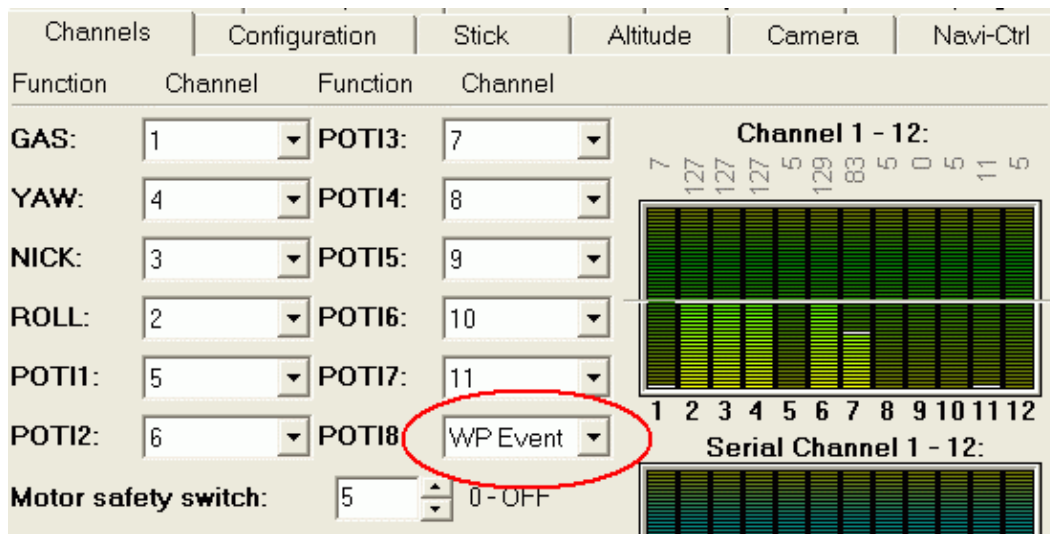 Channels Configuration Stick Altitude Camera Navi-Ctrl
Function Channel Function Channel
Channel 1 - 12:
7 127 127 127 5 129 83 5 0 5 11 5
GAS: 1 POTI3: 7
YAW: 4 POTI4: 8
NICK: 3 POTI5: 9
ROLL: 2 POTI6: 10
POTI1: 5 POTI7: 11
1 2 3 4 5 6 7 8 9 10 11 12
POTI2: 6 POTI8 WP Event
Serial Channel 1 - 12:
Motor safety switch: 5 0 - OFF